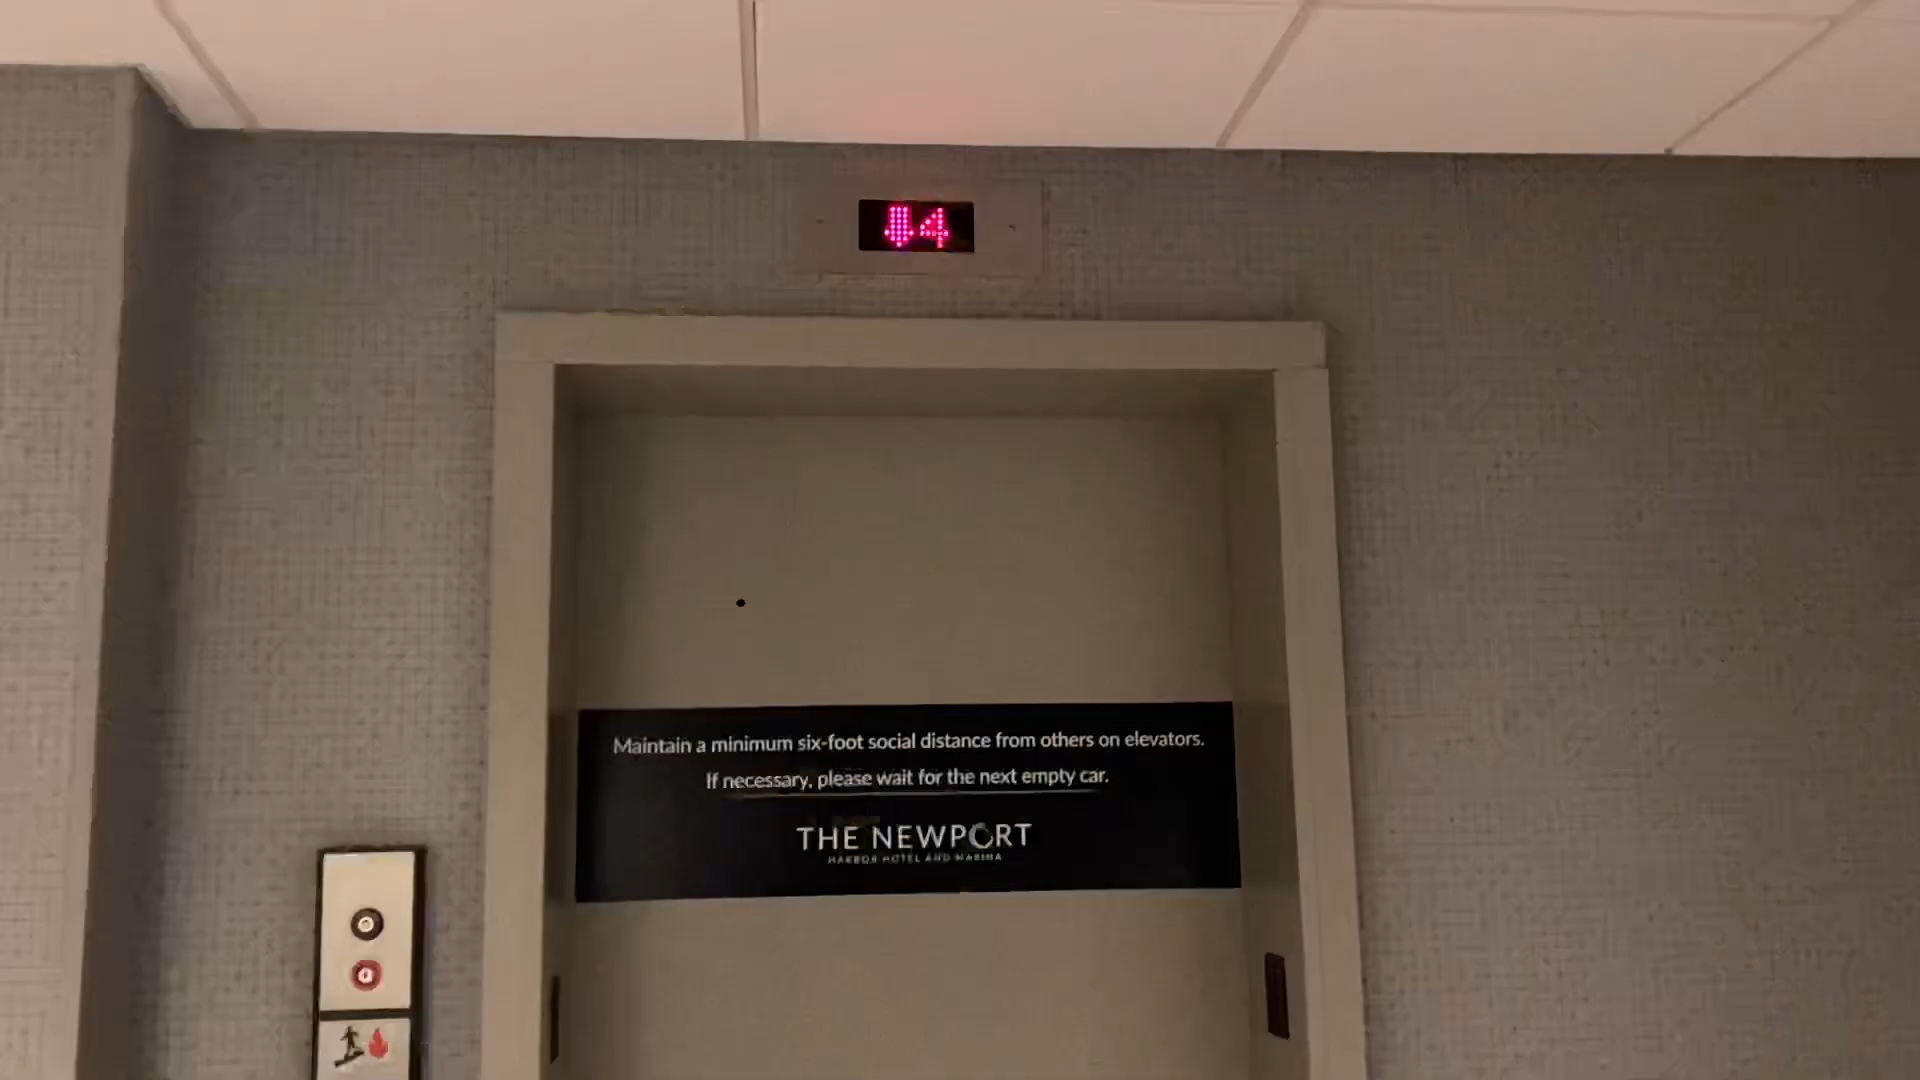 4
Maintain a minimum six-foot social distance from others on elevators.
If necessary, please wait for the next empty car.
THE NEWPORT
HARBOR HOTEL AND MARINA